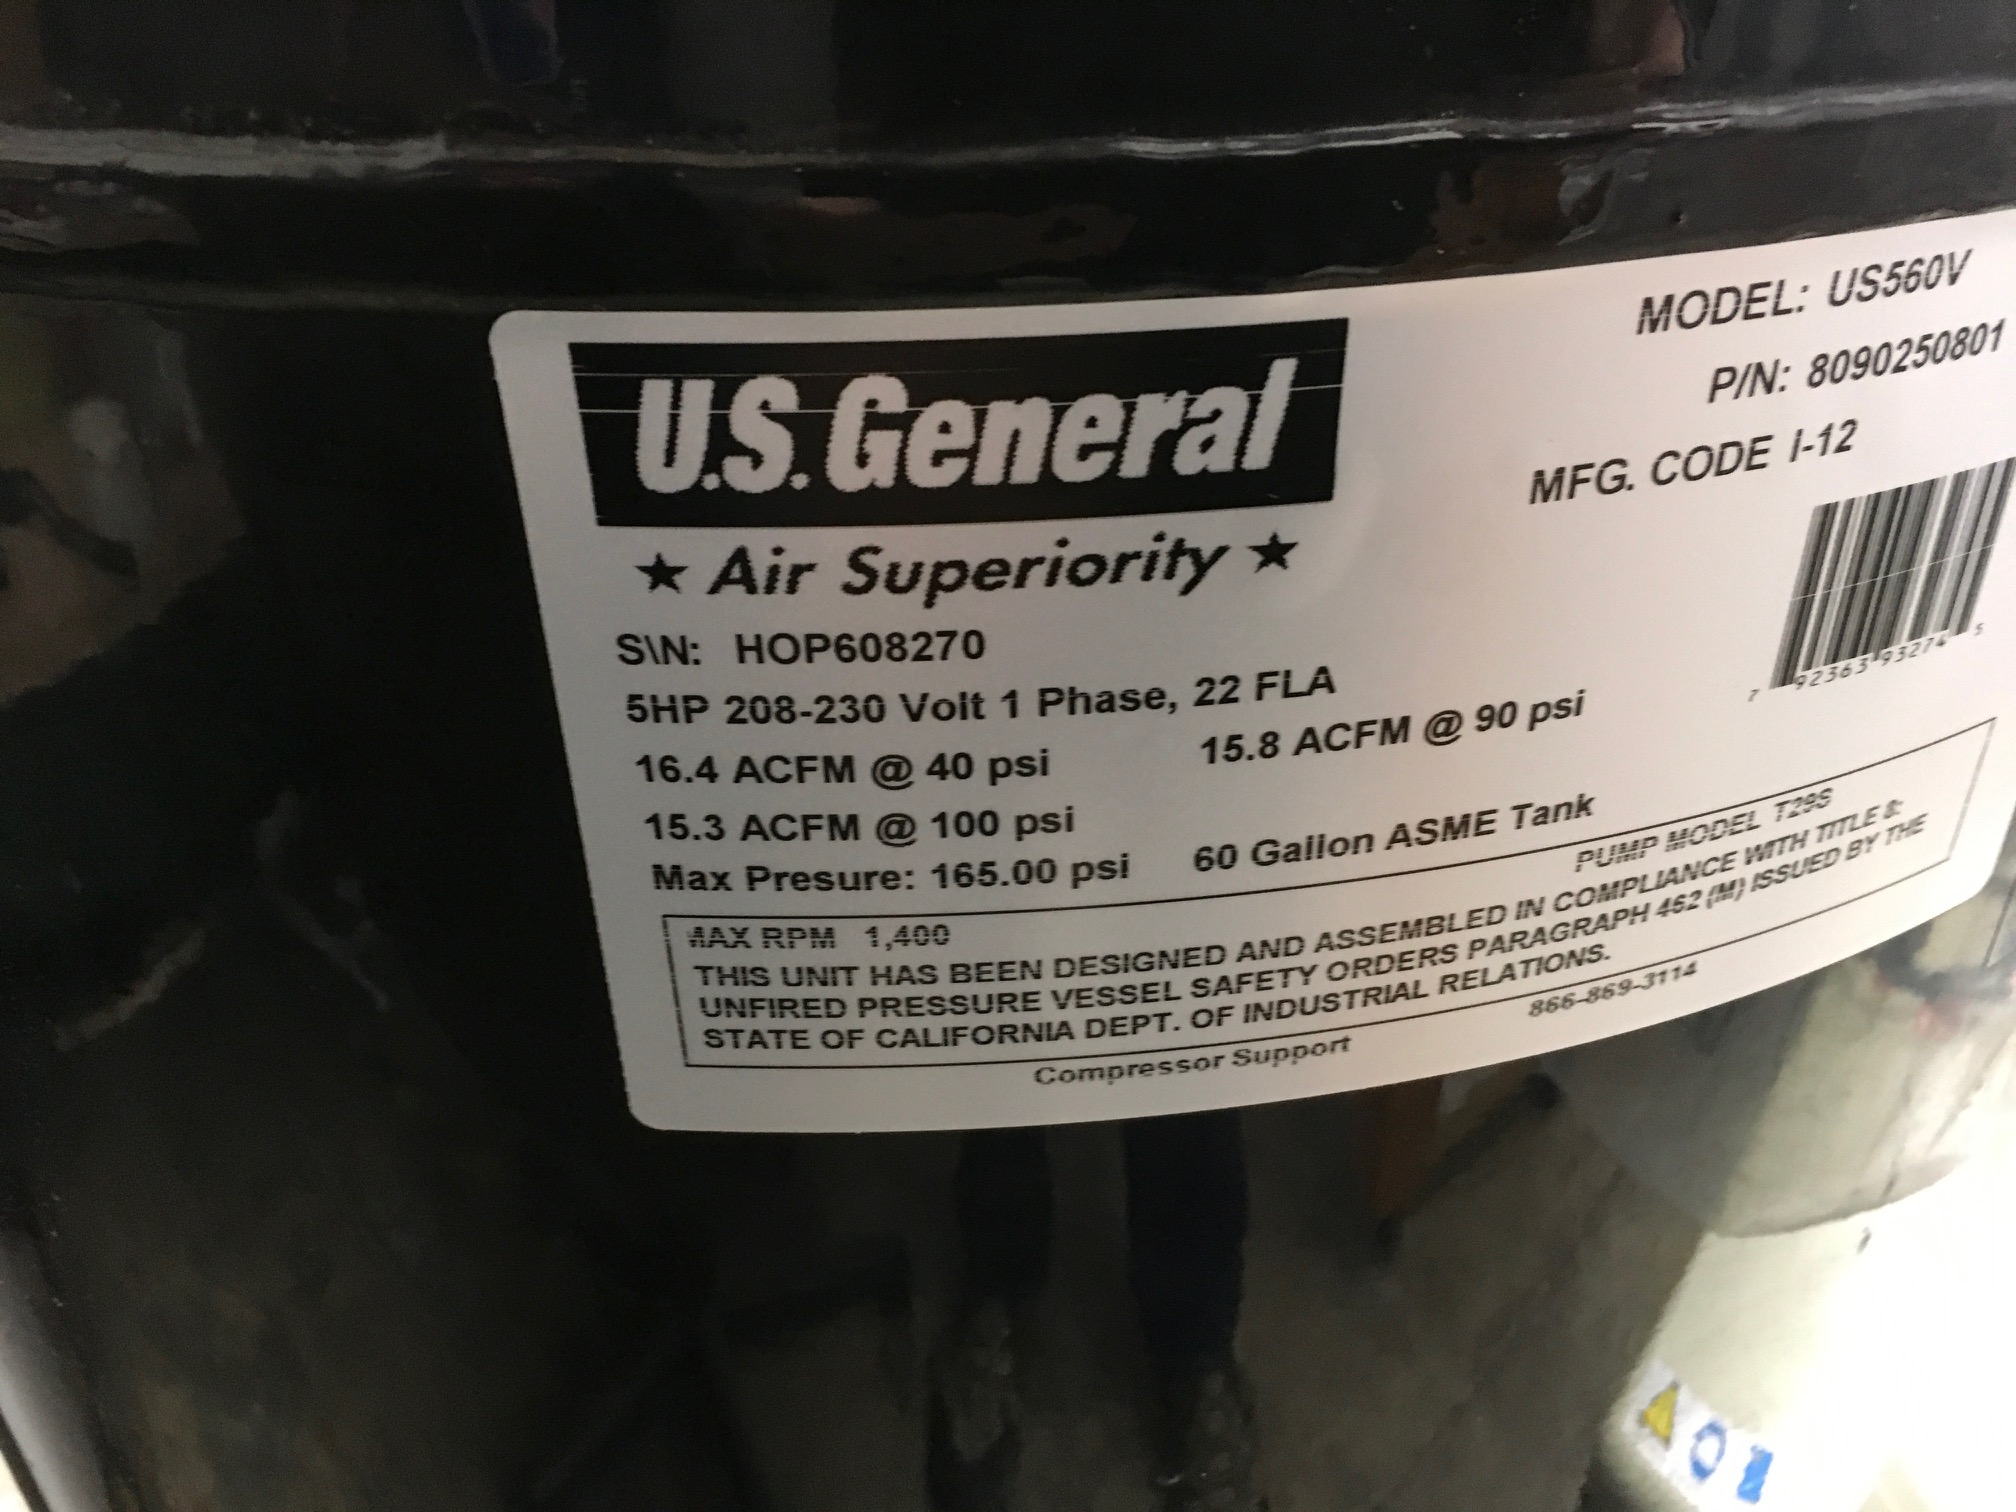 MODEL: US560V
P/N: 8090250801
MFG. CODE I-12
U.S. General
★ Air Superiority ★
S\N: HOP608270
5HP 208-230 Volt 1 Phase, 22 FLA
16.4 ACFM @ 40 psi 15.8 ACFM @ 90 psi
15.3 ACFM @ 100 psi
Max Presure: 165.00 psi 60 Gallon ASME Tank
7 92363 93274 5
MAX RPM 1,400 PUMP MODEL T29S
THIS UNIT HAS BEEN DESIGNED AND ASSEMBLED IN COMPLIANCE WITH TITLE 8:
UNFIRED PRESSURE VESSEL SAFETY ORDERS PARAGRAPH 462 (M) ISSUED BY THE
STATE OF CALIFORNIA DEPT. OF INDUSTRIAL RELATIONS.
Compressor Support 866-869-3114